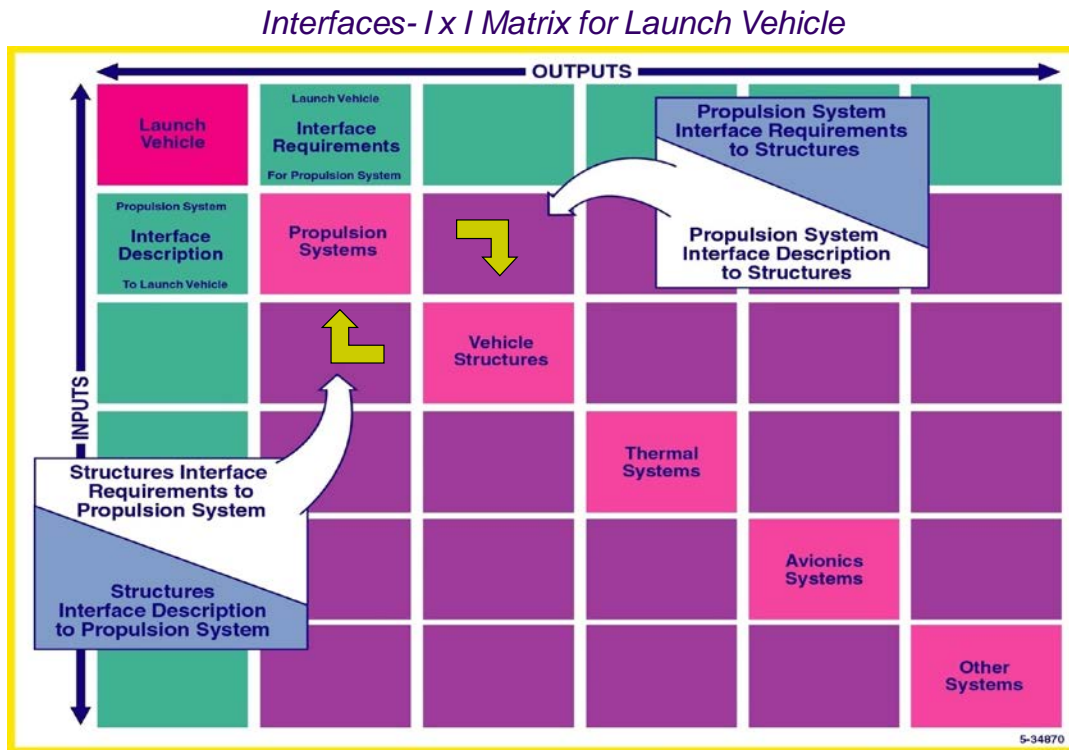 Interfaces- I x I Matrix for Launch Vehicle
OUTPUTS
INPUTS
Launch
Vehicle
Launch Vehicle
Interface
Requirements
For Propulsion System
Propulsion System
Interface Requirements
to Structures
Propulsion System
Interface Description
to Structures
Propulsion System
Interface
Description
To Launch Vehicle
Propulsion
Systems
Vehicle
Structures
Structures Interface
Requirements to
Propulsion System
Structures
Interface Description
to Propulsion System
Thermal
Systems
Avionics
Systems
Other
Systems
5-34870